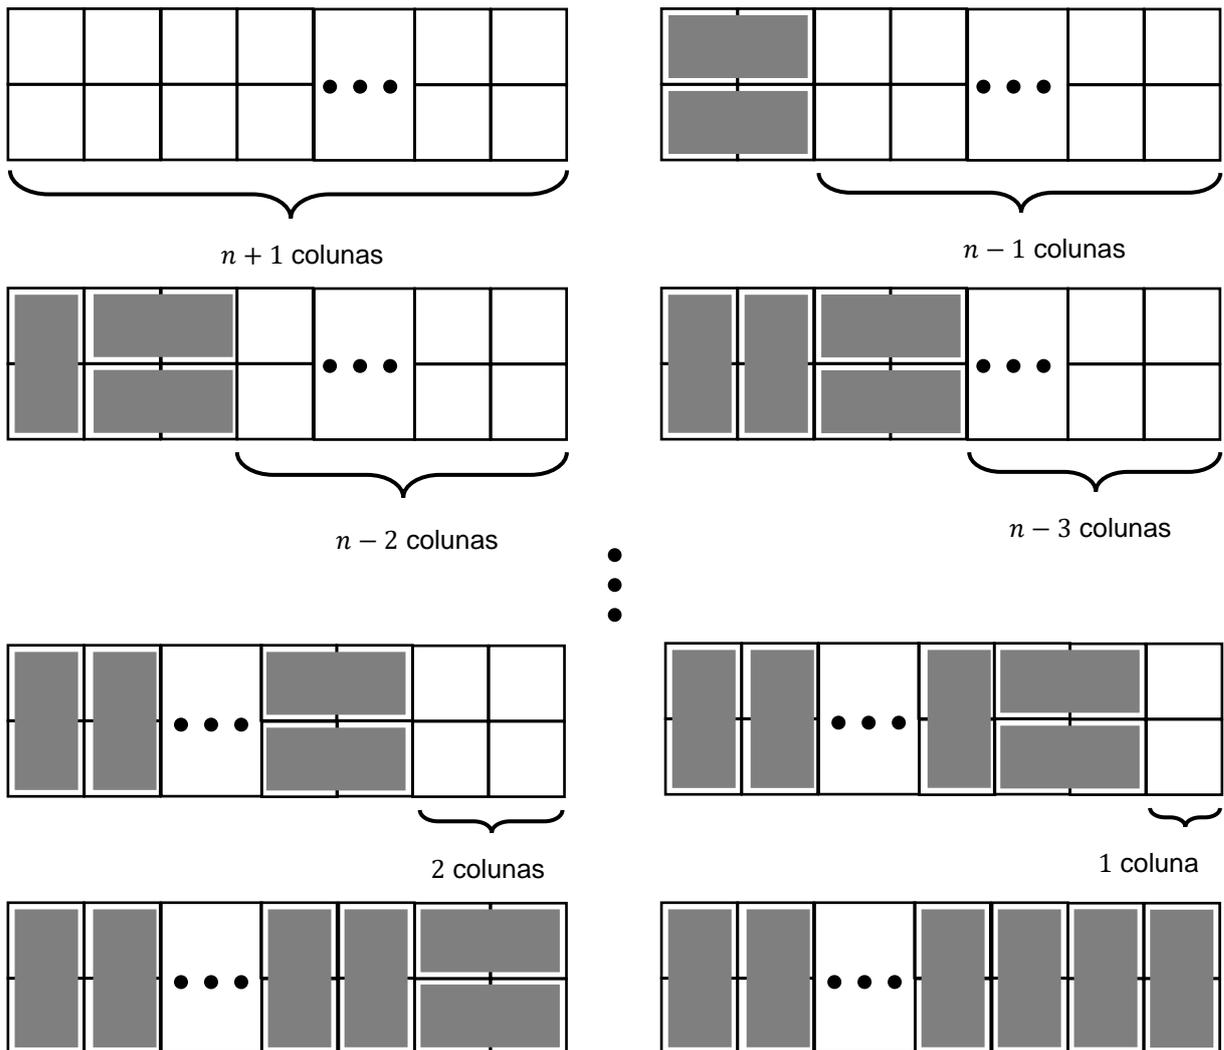 n + 1 colunas
n − 1 colunas
n − 2 colunas
n − 3 colunas
2 colunas
1 coluna